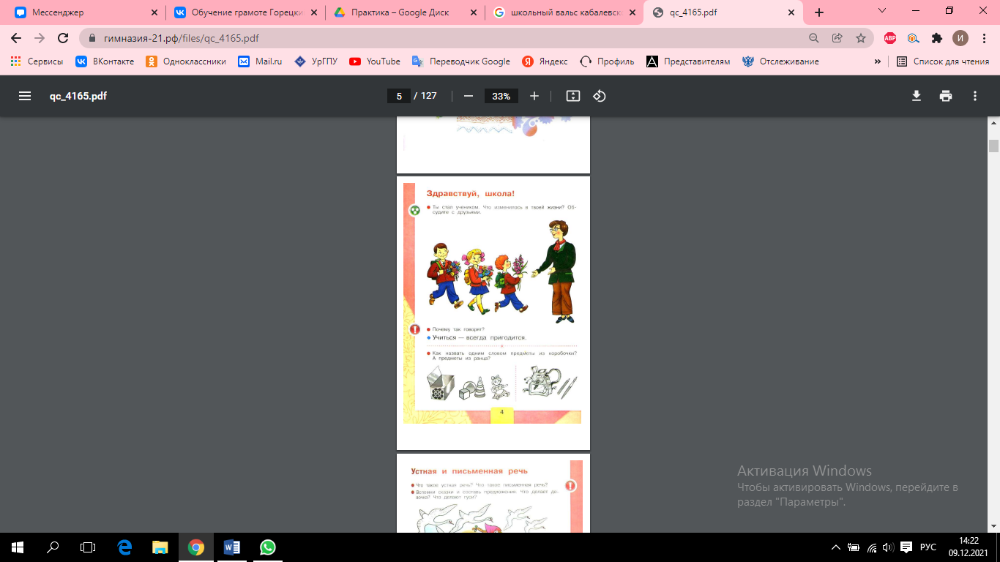 Мессенджер
Обучение грамоте Горецки
Практика – Google Диск
школьный вальс кабалевск
qc_4165.pdf
гимназия-21.рф/files/qc_4165.pdf
ABP
И
Сервисы
ВКонтакте
Одноклассники
Mail.ru
УрГПУ
YouTube
Переводчик Google
Яндекс
Профиль
Представителям
Отслеживание
»
Список для чтения
qc_4165.pdf
5 / 127
33%
Здравствуй, школа!
Ты стал учеником. Что изменилось в твоей жизни? Об-
судите с друзьями.
Почему так говорят?
Учиться — всегда пригодится.
Как назвать одним словом предметы из коробочки?
А предметы из ранца?
4
Устная и письменная речь
Что такое устная речь? Что такое письменная речь?
Вспомни сказки и составь предложения. Что делает де-
вочка? Что делают гуси?
Активация Windows
Чтобы активировать Windows, перейдите в
раздел "Параметры".
РУС
14:22
09.12.2021